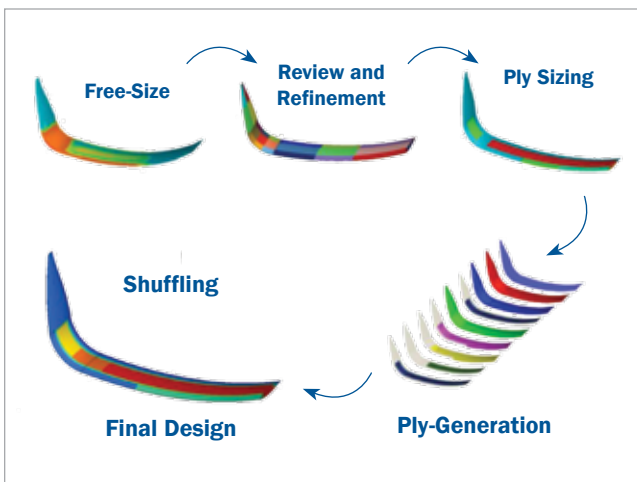 Free-Size
Review and
Refinement
Ply Sizing
Shuffling
Final Design
Ply-Generation